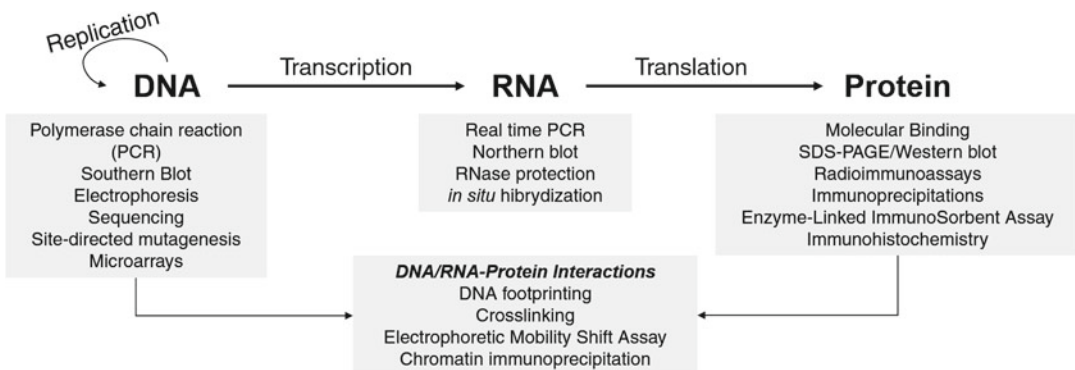 Replication
DNA
Transcription
RNA
Translation
Protein
Polymerase chain reaction
(PCR)
Southern Blot
Electrophoresis
Sequencing
Site-directed mutagenesis
Microarrays
Real time PCR
Northern blot
RNase protection
in situ hibrydization
Molecular Binding
SDS-PAGE/Western blot
Radioimmunoassays
Immunoprecipitations
Enzyme-Linked ImmunoSorbent Assay
Immunohistochemistry
DNA/RNA-Protein Interactions
DNA footprinting
Crosslinking
Electrophoretic Mobility Shift Assay
Chromatin immunoprecipitation